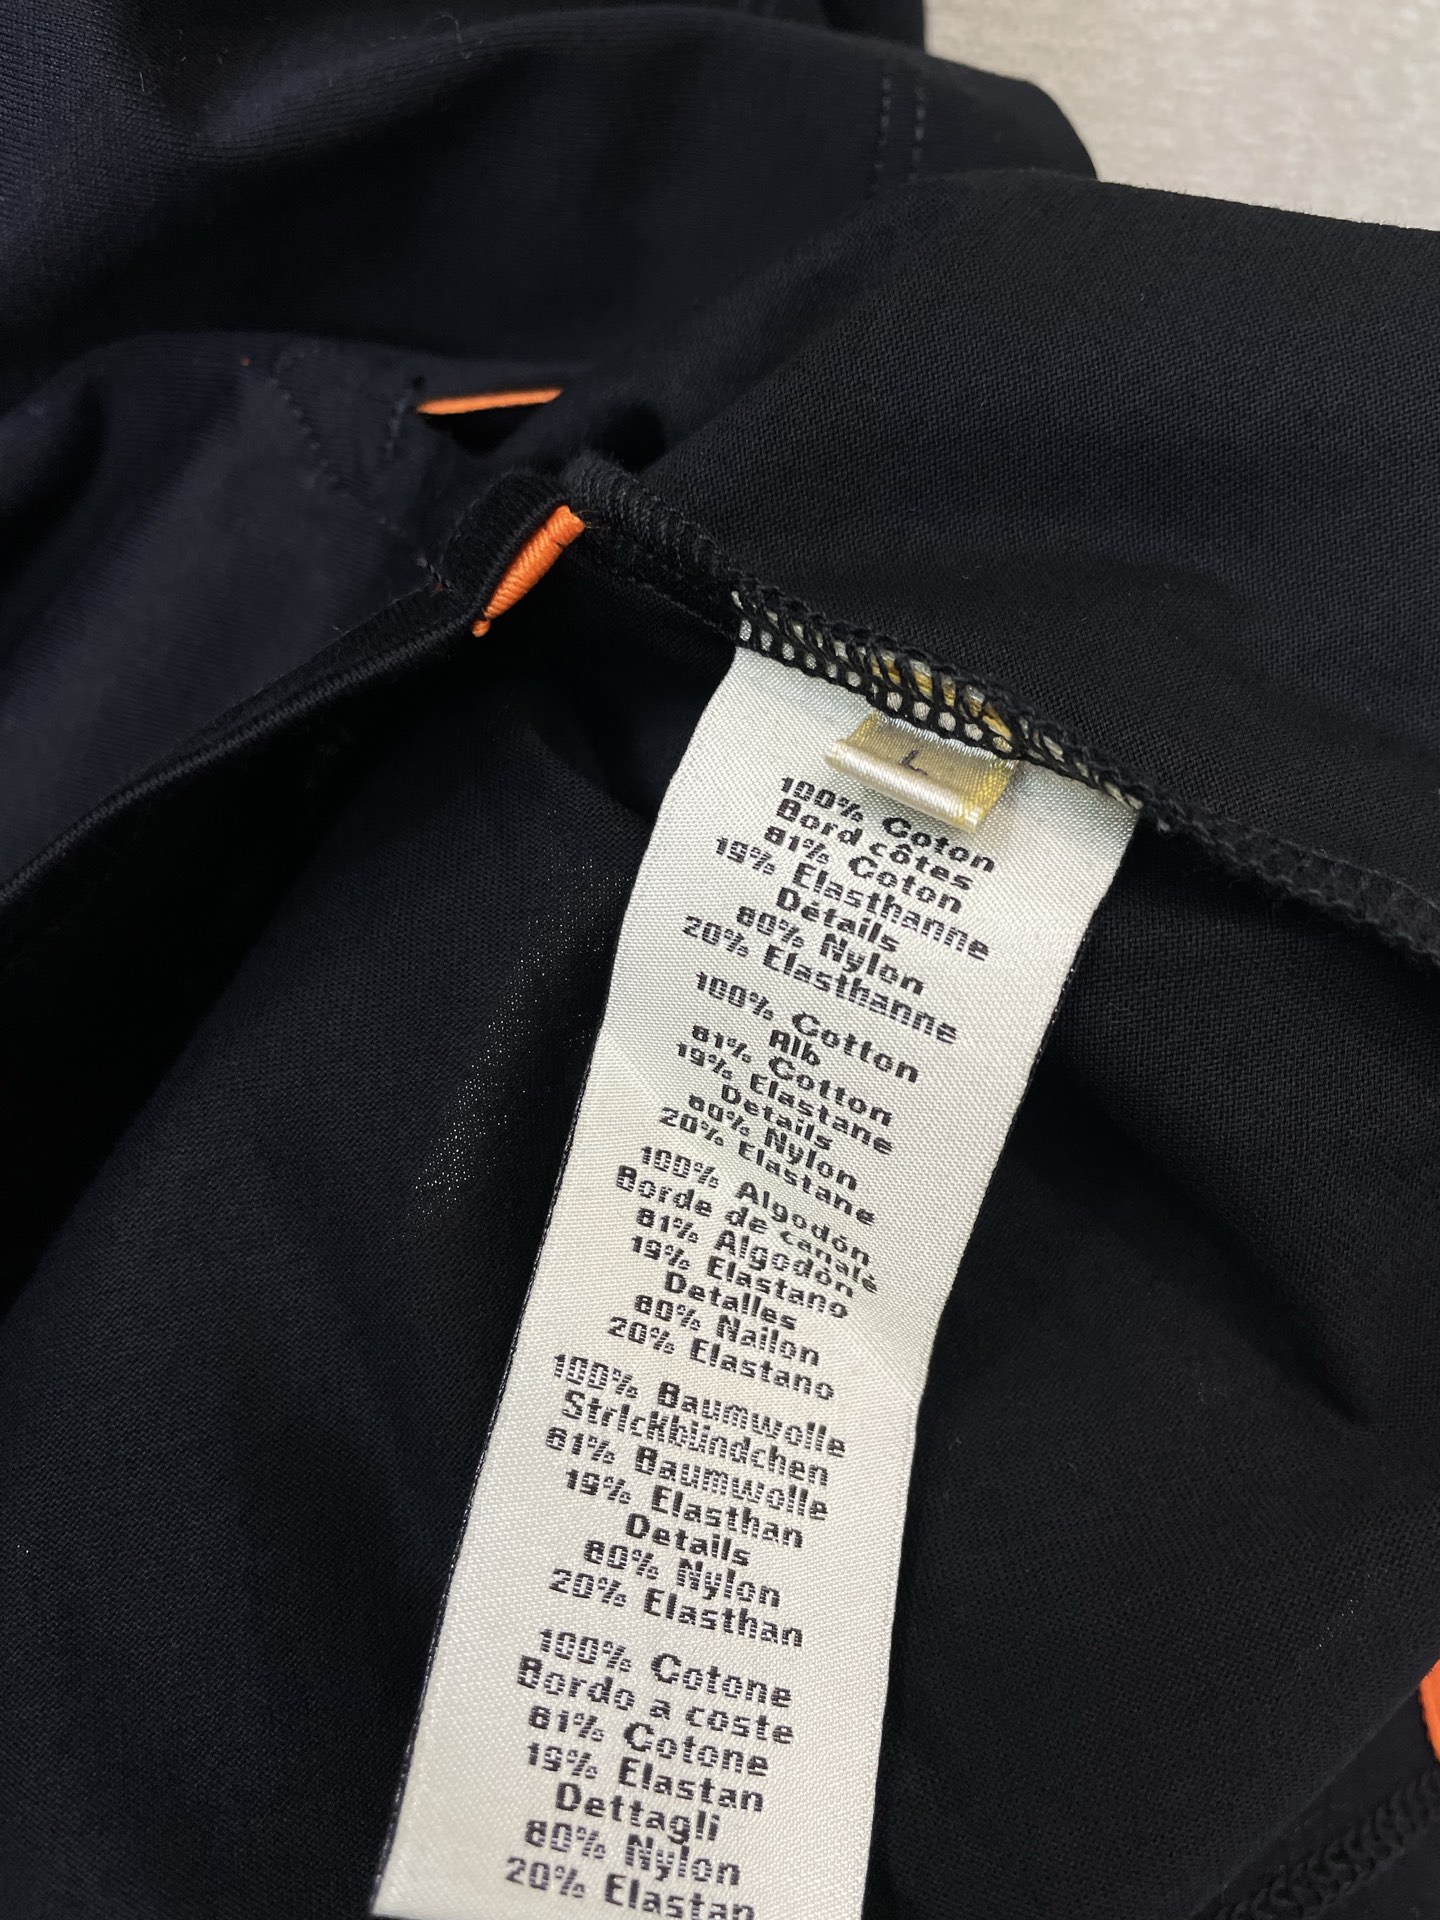 L
100% Coton
Bord côtes
81% Coton
19% Elasthanne
Détails
80% Nylon
20% Elasthanne
100% Cotton
Alb
81% Cotton
19% Elastane
Details
80% Nylon
20% Elastane
100% Algodón
Borde de canalé
81% Algodón
19% Elastano
Detalles
80% Nailon
20% Elastano
100% Baumwolle
Strickbündchen
81% Baumwolle
19% Elasthan
Details
80% Nylon
20% Elasthan
100% Cotone
Bordo a coste
81% Cotone
19% Elastan
Dettagli
80% Nylon
20% Elastan